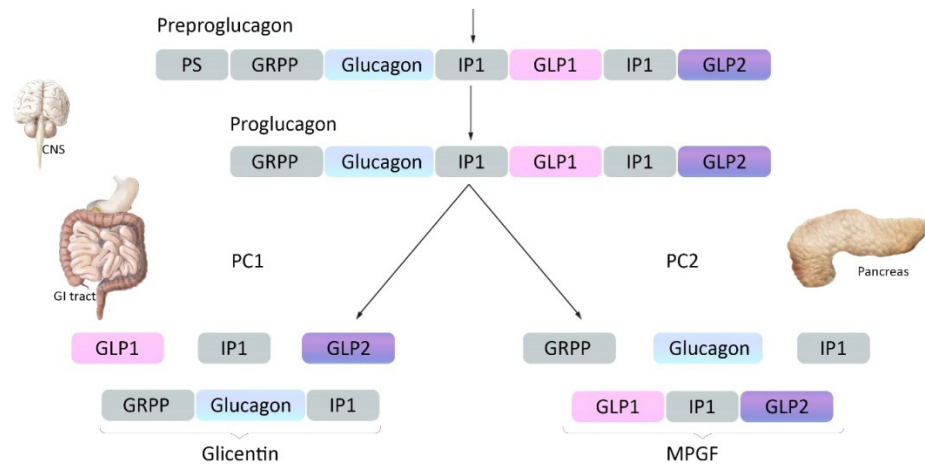 Preproglucagon
PS GRPP Glucagon IP1 GLP1 IP1 GLP2
CNS
Proglucagon
GRPP Glucagon IP1 GLP1 IP1 GLP2
PC1 PC2
GI tract Pancreas
GLP1 IP1 GLP2 GRPP Glucagon IP1
GRPP Glucagon IP1 GLP1 IP1 GLP2
Glicentin MPGF